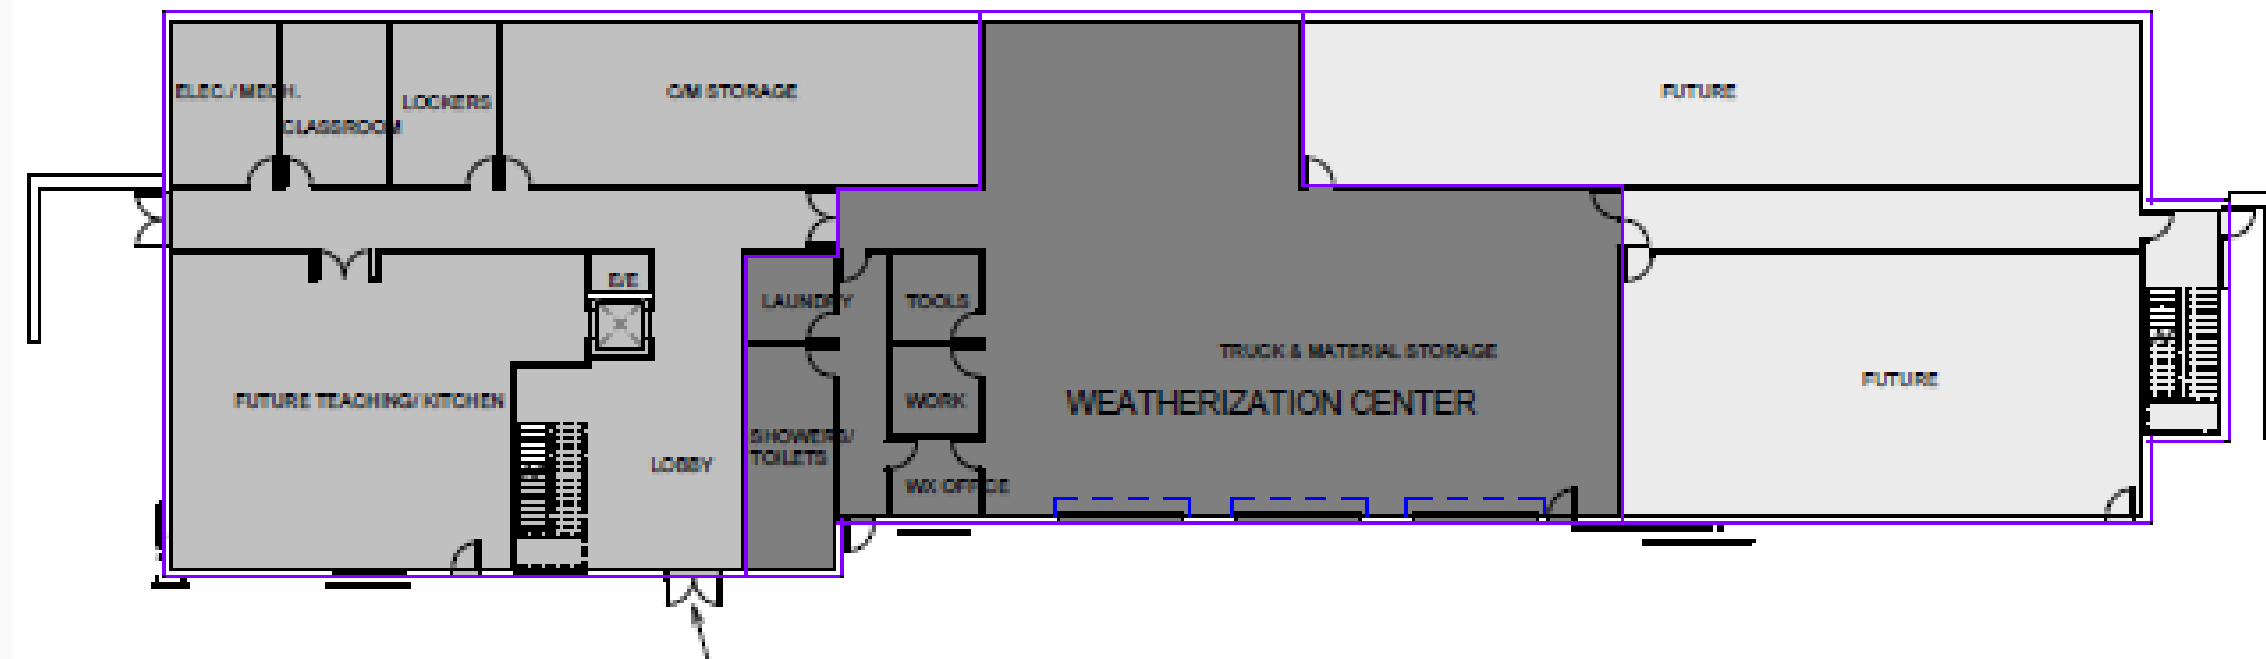 ELEC./ MECH.
CLASSROOM
LOCKERS
C/M STORAGE
FUTURE
E/E
LAUNDRY
TOOLS
TRUCK & MATERIAL STORAGE
WEATHERIZATION CENTER
FUTURE
FUTURE TEACHING/ KITCHEN
WORK
SHOWERS/
TOILETS
LOBBY
WX OFFICE